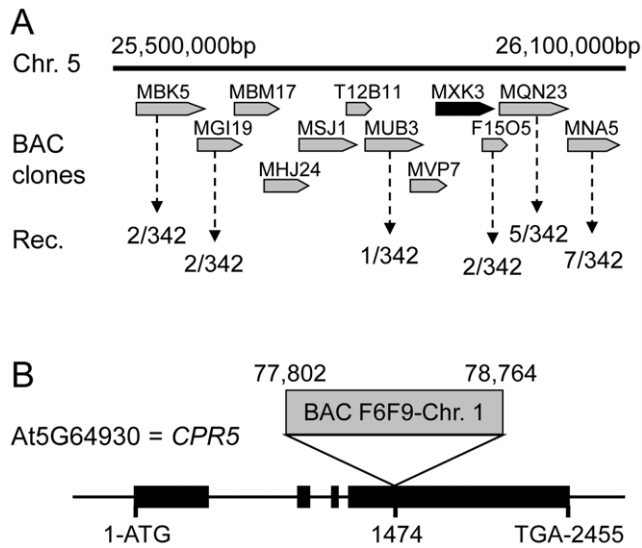 A
25,500,000bp 26,100,000bp
Chr. 5
MBK5 MBM17 T12B11 MXK3 MQN23
MGI19 MSJ1 MUB3 F15O5 MNA5
BAC
clones
MHJ24 MVP7
Rec.
2/342 5/342
2/342 1/342 2/342 7/342
B
77,802 78,764
BAC F6F9-Chr. 1
At5G64930 = CPR5
1-ATG 1474 TGA-2455